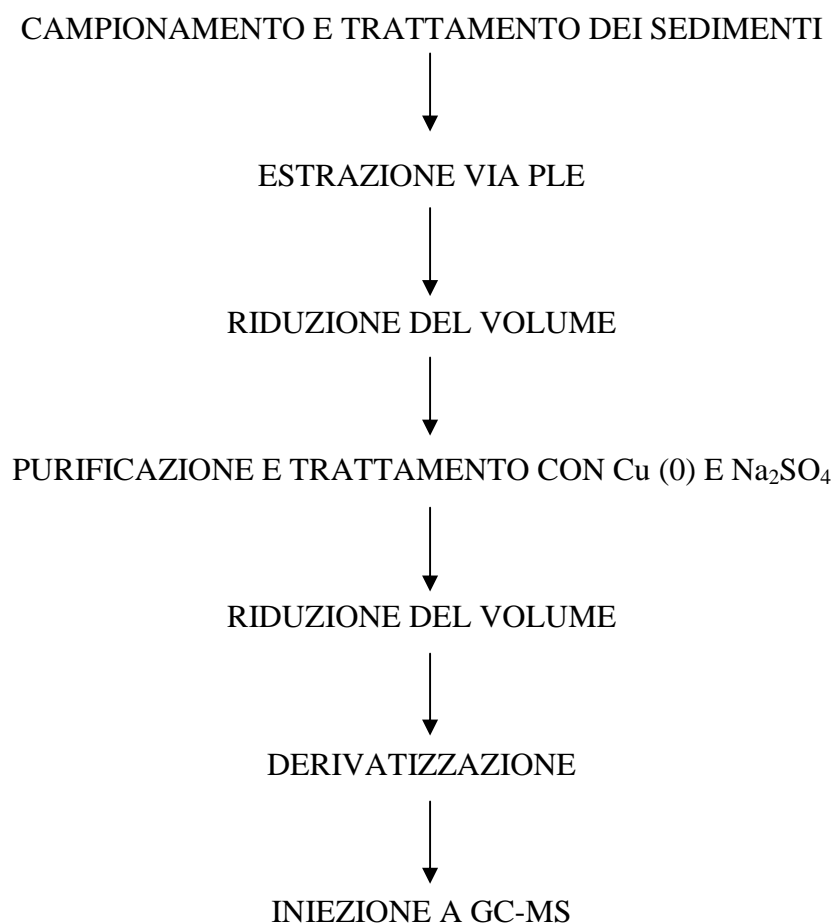 CAMPIONAMENTO E TRATTAMENTO DEI SEDIMENTI
ESTRAZIONE VIA PLE
RIDUZIONE DEL VOLUME
PURIFICAZIONE E TRATTAMENTO CON Cu (0) E Na₂SO₄
RIDUZIONE DEL VOLUME
DERIVATIZZAZIONE
INIEZIONE A GC-MS